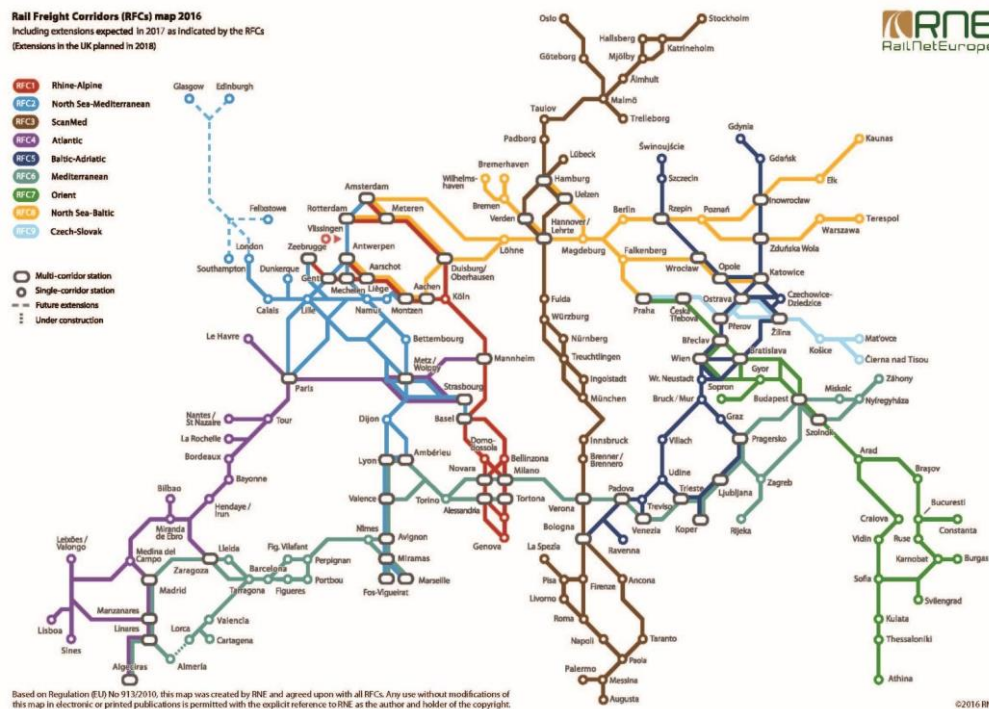 Rail Freight Corridors (RFCs) map 2016
Including extensions expected in 2017 as indicated by the RFCs
(Extensions in the UK planned in 2018)
RNE
RailNetEurope
RFC1 Rhine-Alpine
RFC2 North Sea-Mediterranean
RFC3 ScanMed
RFC4 Atlantic
RFC5 Baltic-Adriatic
RFC6 Mediterranean
RFC7 Orient
RFC8 North Sea-Baltic
RFC9 Czech-Slovak
Multi-corridor station
Single-corridor station
Future extensions
Under construction
Oslo
Stockholm
Hallsberg
Katrineholm
Göteborg
Mjölby
Älmhult
Malmö
Trelleborg
Taulov
Padborg
Glasgow
Edinburgh
Gdynia
Gdańsk
Kaunas
Świnoujście
Szczecin
Lübeck
Bremerhaven
Wilhelms-
haven
Bremen
Hamburg
Uelzen
Elk
Inowrocław
Amsterdam
Rotterdam
Meteren
Vlissingen
Verden
Hannover/
Lehrte
Berlin
Rzepin
Poznań
Terespol
Warszawa
Felixstowe
London
Southampton
Zeebrugge
Antwerpen
Löhne
Magdeburg
Falkenberg
Zduńska Wola
Dunkerque
Gent
Aarschot
Mechelen
Liège
Aachen
Duisburg/
Oberhausen
Wrocław
Opole
Katowice
Calais
Lille
Namur
Montzen
Köln
Fulda
Praha
Česká
Třebová
Ostrava
Czechowice-
Dziedzice
Würzburg
Přerov
Žilina
Le Havre
Bettembourg
Nürnberg
Břeclav
Košice
Mat'ovce
Čierna nad Tisou
Metz /
Woippy
Mannheim
Treuchtlingen
Wien
Bratislava
Paris
Strasbourg
Ingolstadt
Wr. Neustadt
Sopron
Gyor
Miskolc
Záhony
München
Bruck / Mur
Budapest
Nyíregyháza
Nantes /
St Nazaire
Tour
Dijon
Basel
Graz
Szolnok
La Rochelle
Domo-
Bossola
Innsbruck
Villach
Pragersko
Arad
Bordeaux
Lyon
Ambérieu
Novara
Bellinzona
Milano
Brenner /
Brennero
Udine
Brașov
Bayonne
Valence
Torino
Alessandria
Tortona
Verona
Padova
Treviso
Trieste
Ljubljana
Zagreb
Bucuresti
Bilbao
Hendaye /
Irun
Venezia
Koper
Rijeka
Craiova
Constanta
Miranda
de Ebro
Nîmes
Avignon
Genova
Bologna
Ravenna
Vidin
Ruse
Leixões /
Valongo
Medina del
Campo
Lleida
Fig. Vilafant
Perpignan
Miramas
La Spezia
Karnobat
Burgas
Zaragoza
Barcelona
Portbou
Marseille
Pisa
Firenze
Ancona
Sofia
Madrid
Tarragona
Figueres
Fos-Vigueirat
Livorno
Svilengrad
Manzanares
Valencia
Roma
Kulata
Lisboa
Linares
Lorca
Cartagena
Napoli
Taranto
Thessaloniki
Sines
Algeciras
Almería
Paola
Palermo
Messina
Athina
Augusta
Based on Regulation (EU) No 913/2010, this map was created by RNE and agreed upon with all RFCs. Any use without modifications of
this map in electronic or printed publications is permitted with the explicit reference to RNE as the author and holder of the copyright.
©2016 RN